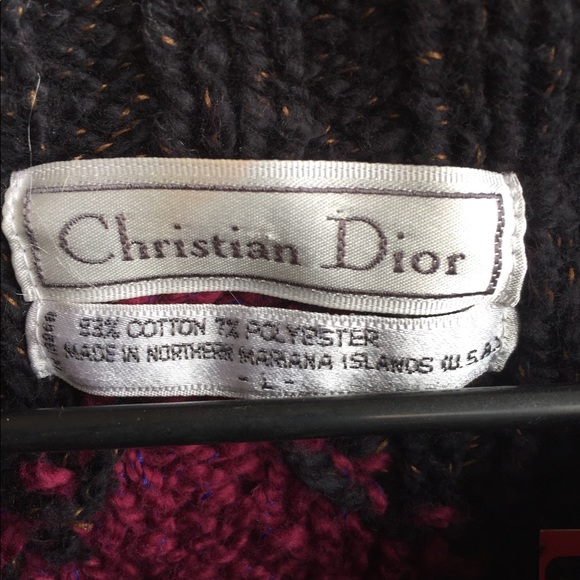 Christian Dior
93% COTTON 7% POLYESTER
MADE IN NORTHERN MARIANA ISLANDS (U.S.A.)
- L -